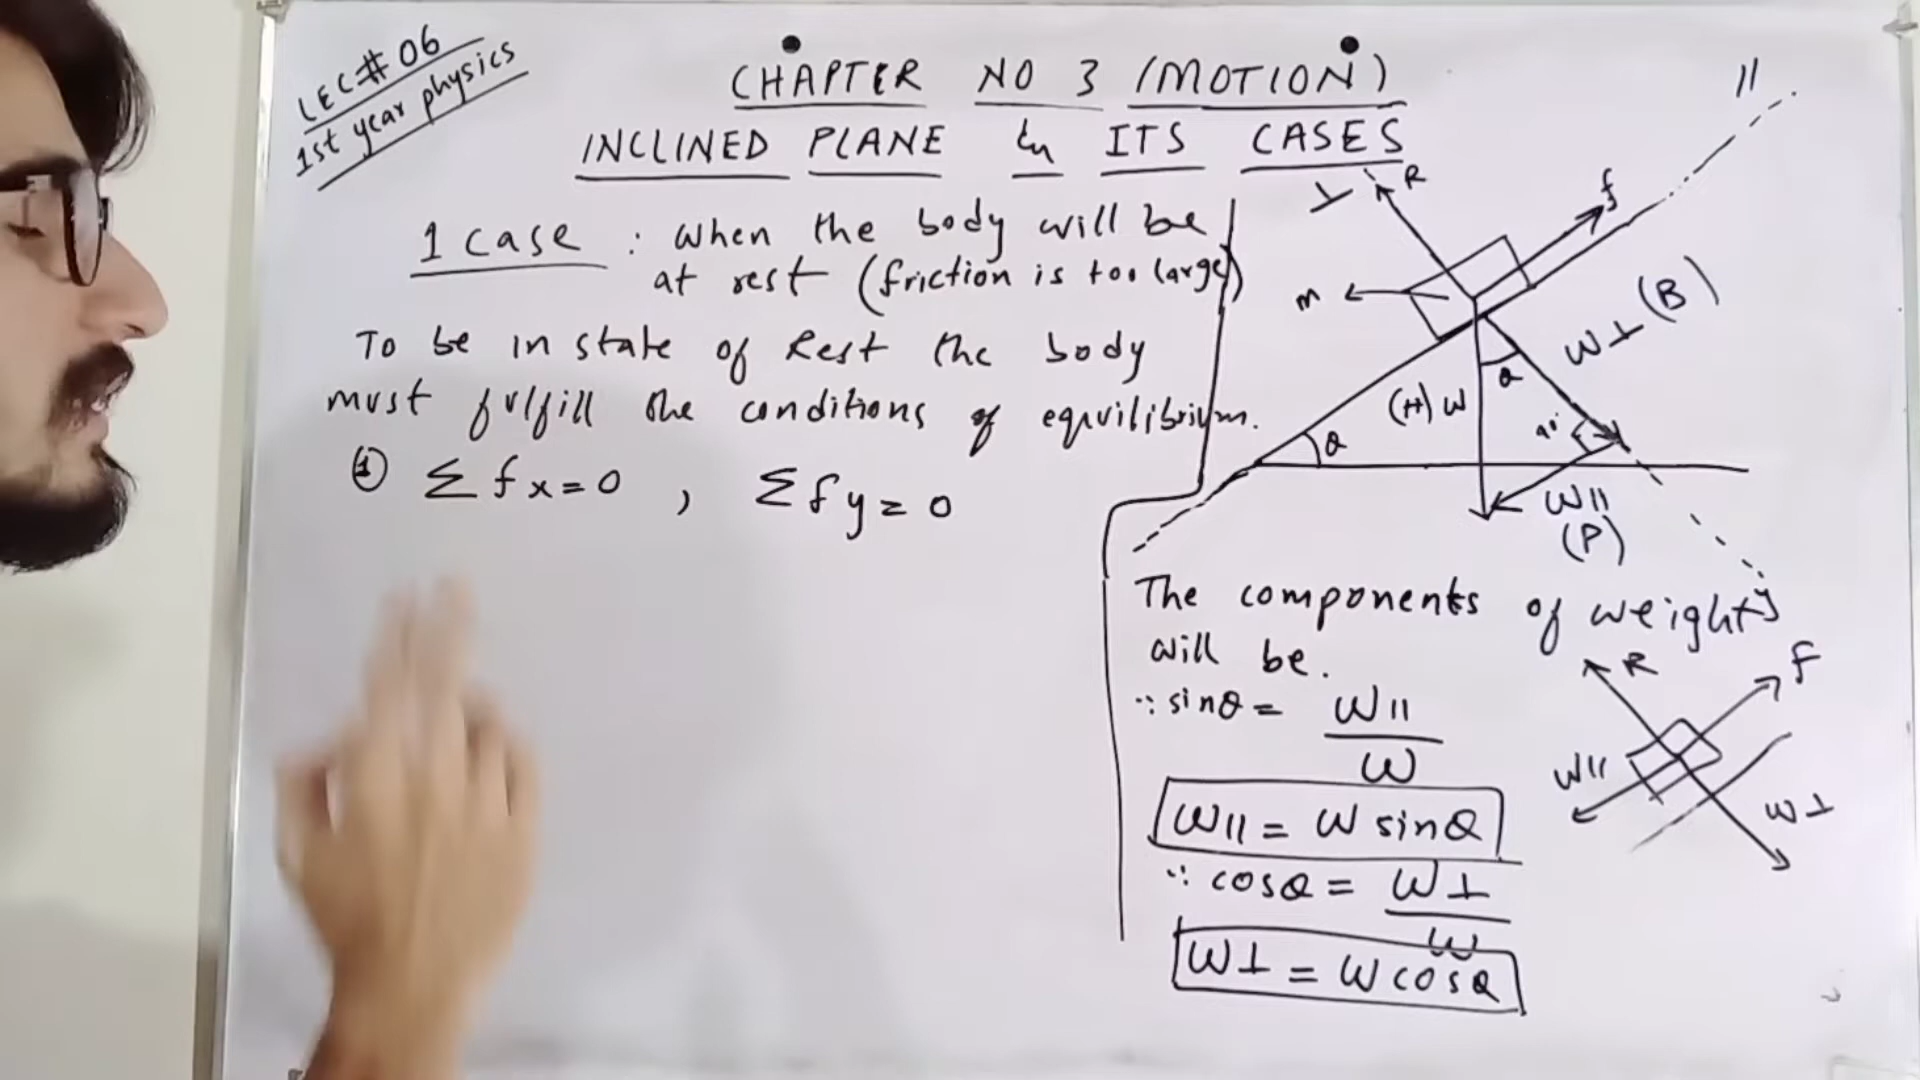 LEC# 06
1st year physics
CHAPTER NO 3 (MOTION)
INCLINED PLANE & ITS CASES
1 case : when the body will be
at rest (friction is too large)
To be in state of Rest the body
must fulfill the conditions of equilibrium.
① Σfx=0 , Σfy=0
||
⊥
R
f
m
W⊥ (B)
θ
(H) W
90°
θ
W||
(P)
The components of weight
will be.
∵ sinθ = W||
W
W|| = W sinθ
∵ cosθ = W⊥
W
W⊥ = W cosθ
y
R
F
W||
W⊥